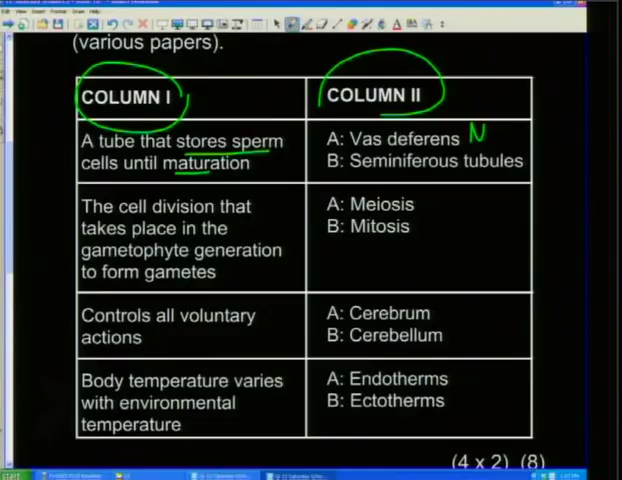 (various papers).
COLUMN I
COLUMN II
A tube that stores sperm
cells until maturation
A: Vas deferens N
B: Seminiferous tubules
The cell division that
takes place in the
gametophyte generation
to form gametes
A: Meiosis
B: Mitosis
Controls all voluntary
actions
A: Cerebrum
B: Cerebellum
Body temperature varies
with environmental
temperature
A: Endotherms
B: Ectotherms
(4 x 2) (8)
start